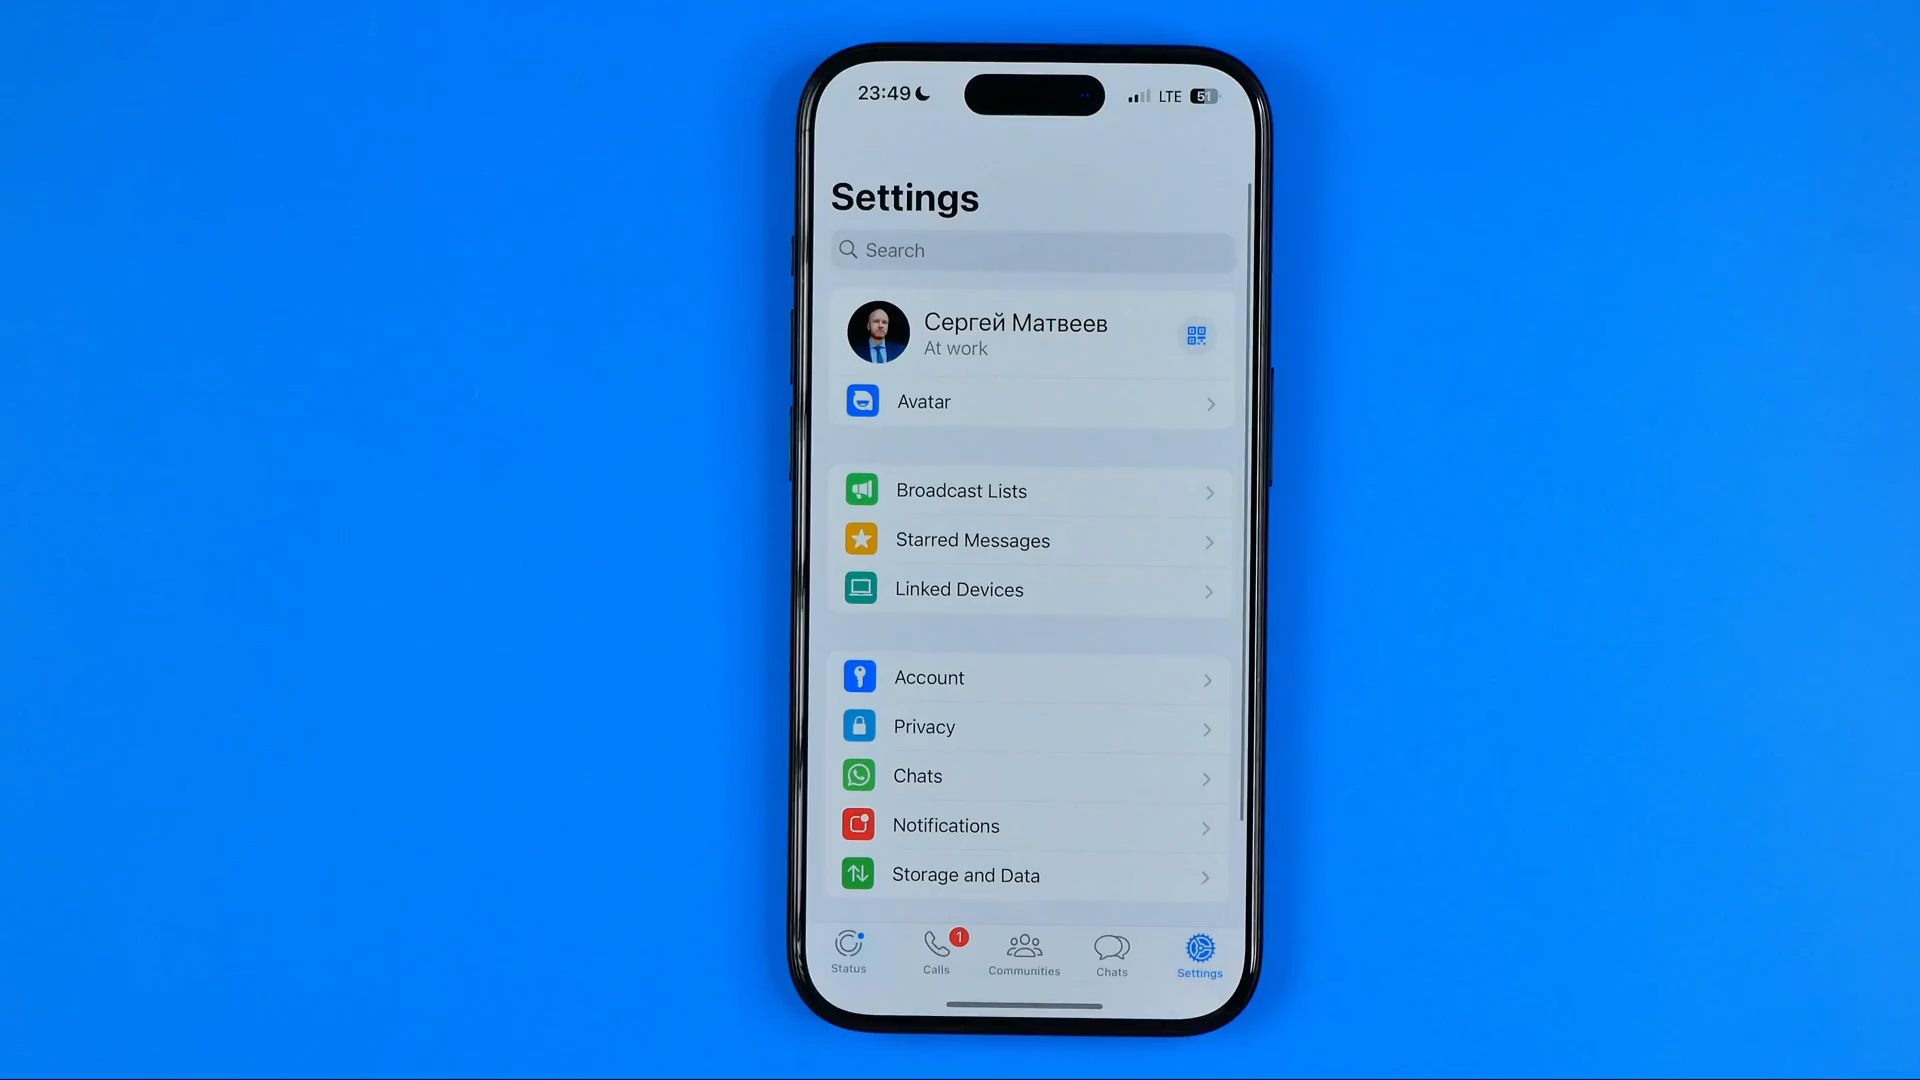 23:49 LTE 51
Settings
Search
Сергей Матвеев
At work
Avatar
Broadcast Lists
Starred Messages
Linked Devices
Account
Privacy
Chats
Notifications
Storage and Data
1
Status Calls Communities Chats Settings